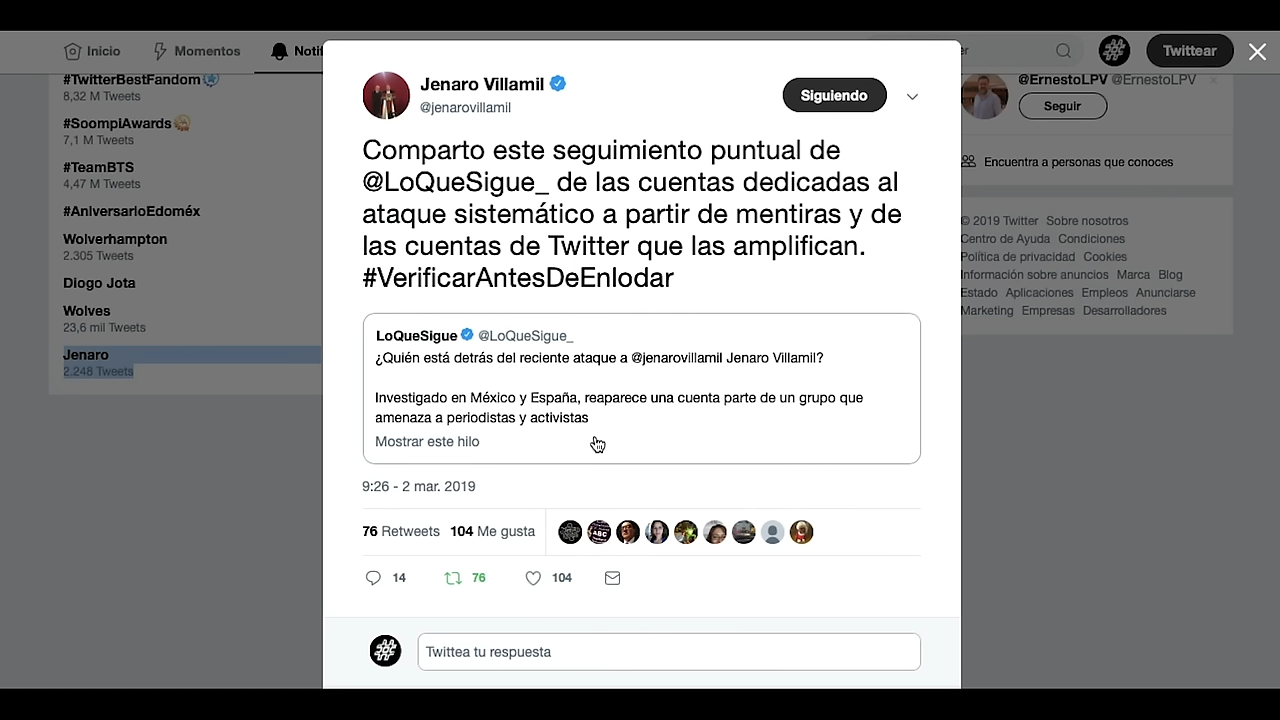 Inicio
Momentos
Notif
er
Twittear
#TwitterBestFandom
8,32 M Tweets
#SoompiAwards
7,1 M Tweets
#TeamBTS
4,47 M Tweets
#AniversarioEdoméx
Wolverhampton
2.305 Tweets
Diogo Jota
Wolves
23,6 mil Tweets
Jenaro
2.248 Tweets
Jenaro Villamil
@jenarovillamil
Siguiendo
Comparto este seguimiento puntual de
@LoQueSigue_ de las cuentas dedicadas al
ataque sistemático a partir de mentiras y de
las cuentas de Twitter que las amplifican.
#VerificarAntesDeEnlodar
LoQueSigue @LoQueSigue_
¿Quién está detrás del reciente ataque a @jenarovillamil Jenaro Villamil?
Investigado en México y España, reaparece una cuenta parte de un grupo que
amenaza a periodistas y activistas
Mostrar este hilo
9:26 - 2 mar. 2019
76 Retweets 104 Me gusta
ABC
14 76 104
Twittea tu respuesta
@ErnestoLPV @ErnestoLPV
Seguir
Encuentra a personas que conoces
© 2019 Twitter Sobre nosotros
Centro de Ayuda Condiciones
Política de privacidad Cookies
Información sobre anuncios Marca Blog
Estado Aplicaciones Empleos Anunciarse
Marketing Empresas Desarrolladores